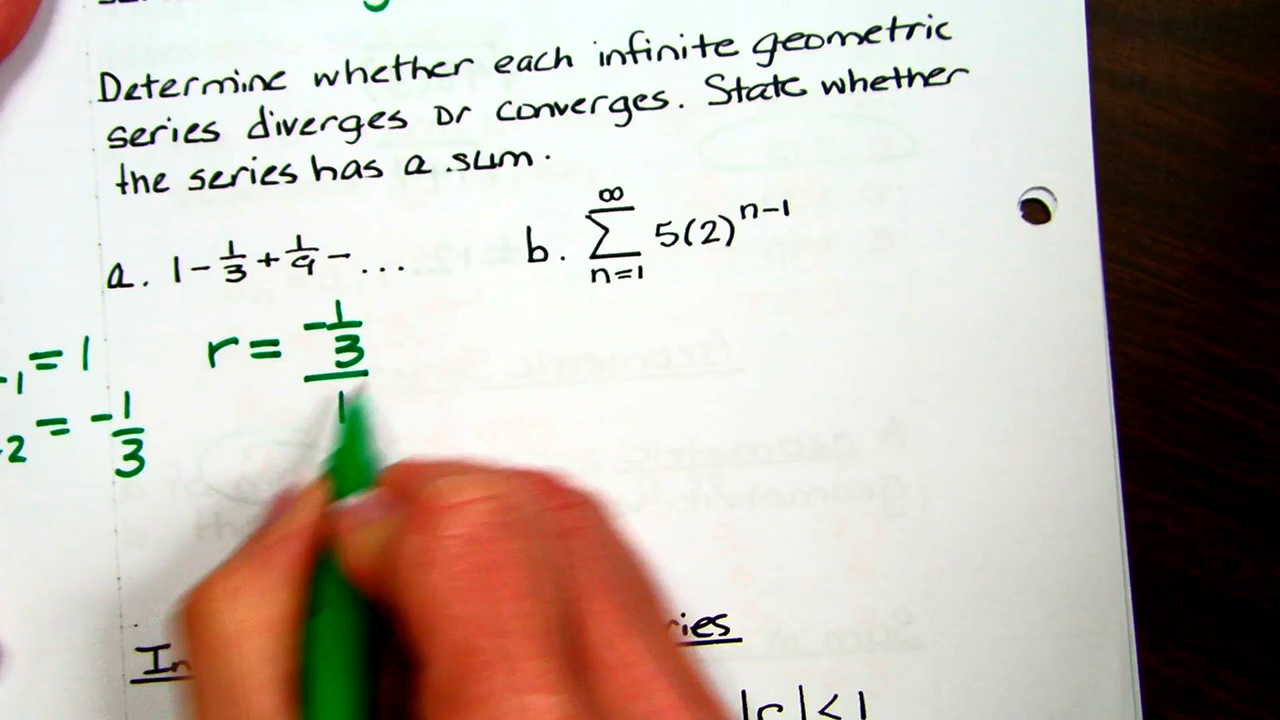 Determine whether each infinite geometric
series diverges or converges. State whether
the series has a sum.
a. 1 - 1/3 + 1/9 - ...
b. ∞ Σ n=1 5(2)^n-1
= 1
r = -1/3 / 1
2 = -1/3
|r| < 1